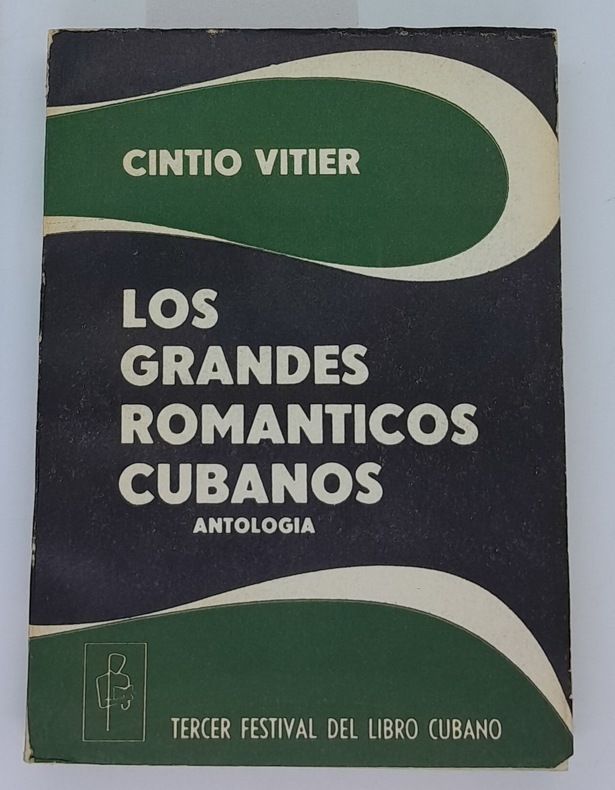 CINTIO VITIER
LOS
GRANDES
ROMANTICOS
CUBANOS
ANTOLOGIA
TERCER FESTIVAL DEL LIBRO CUBANO